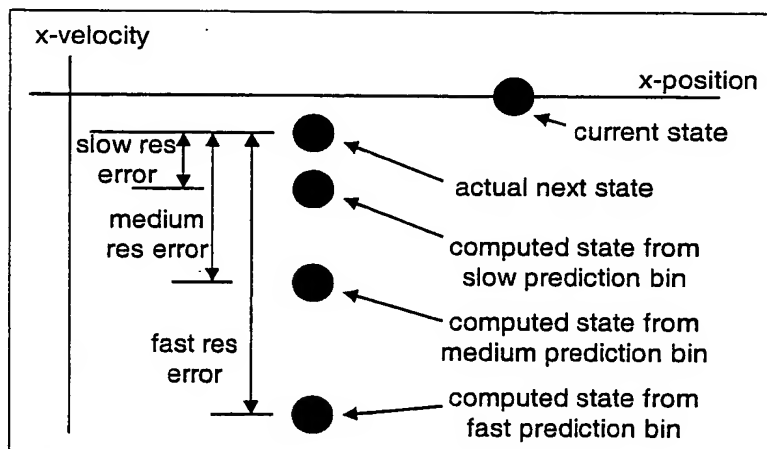 x-velocity
x-position
current state
slow res
error
actual next state
medium
res error
computed state from
slow prediction bin
computed state from
medium prediction bin
fast res
error
computed state from
fast prediction bin